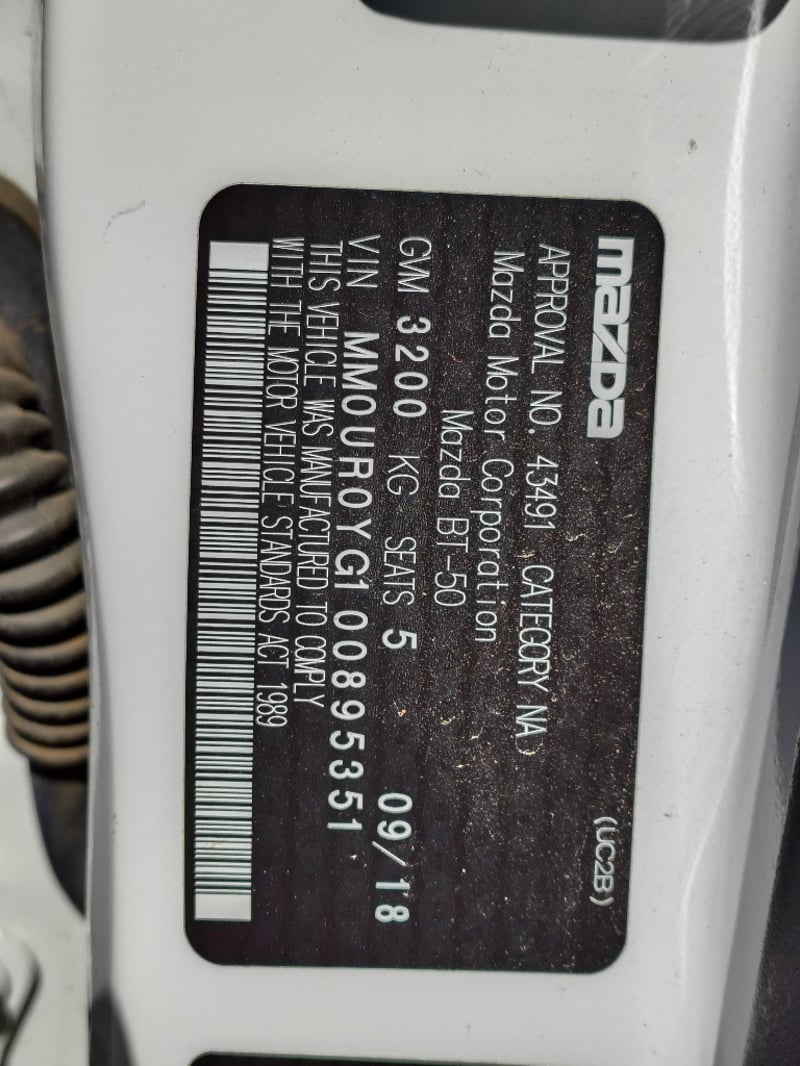 mazda (UC2B)
APPROVAL NO. 43491 CATEGORY NA
Mazda Motor Corporation
Mazda BT-50
GVM 3200 KG SEATS 5 09/18
VIN MM0UR0YG100895351
THIS VEHICLE WAS MANUFACTURED TO COMPLY
WITH THE MOTOR VEHICLE STANDARDS ACT 1989